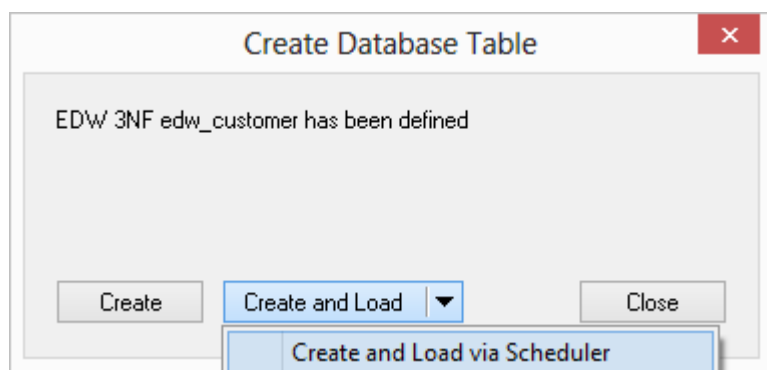 Create Database Table
EDW 3NF edw_customer has been defined
Create Create and Load Close
Create and Load via Scheduler